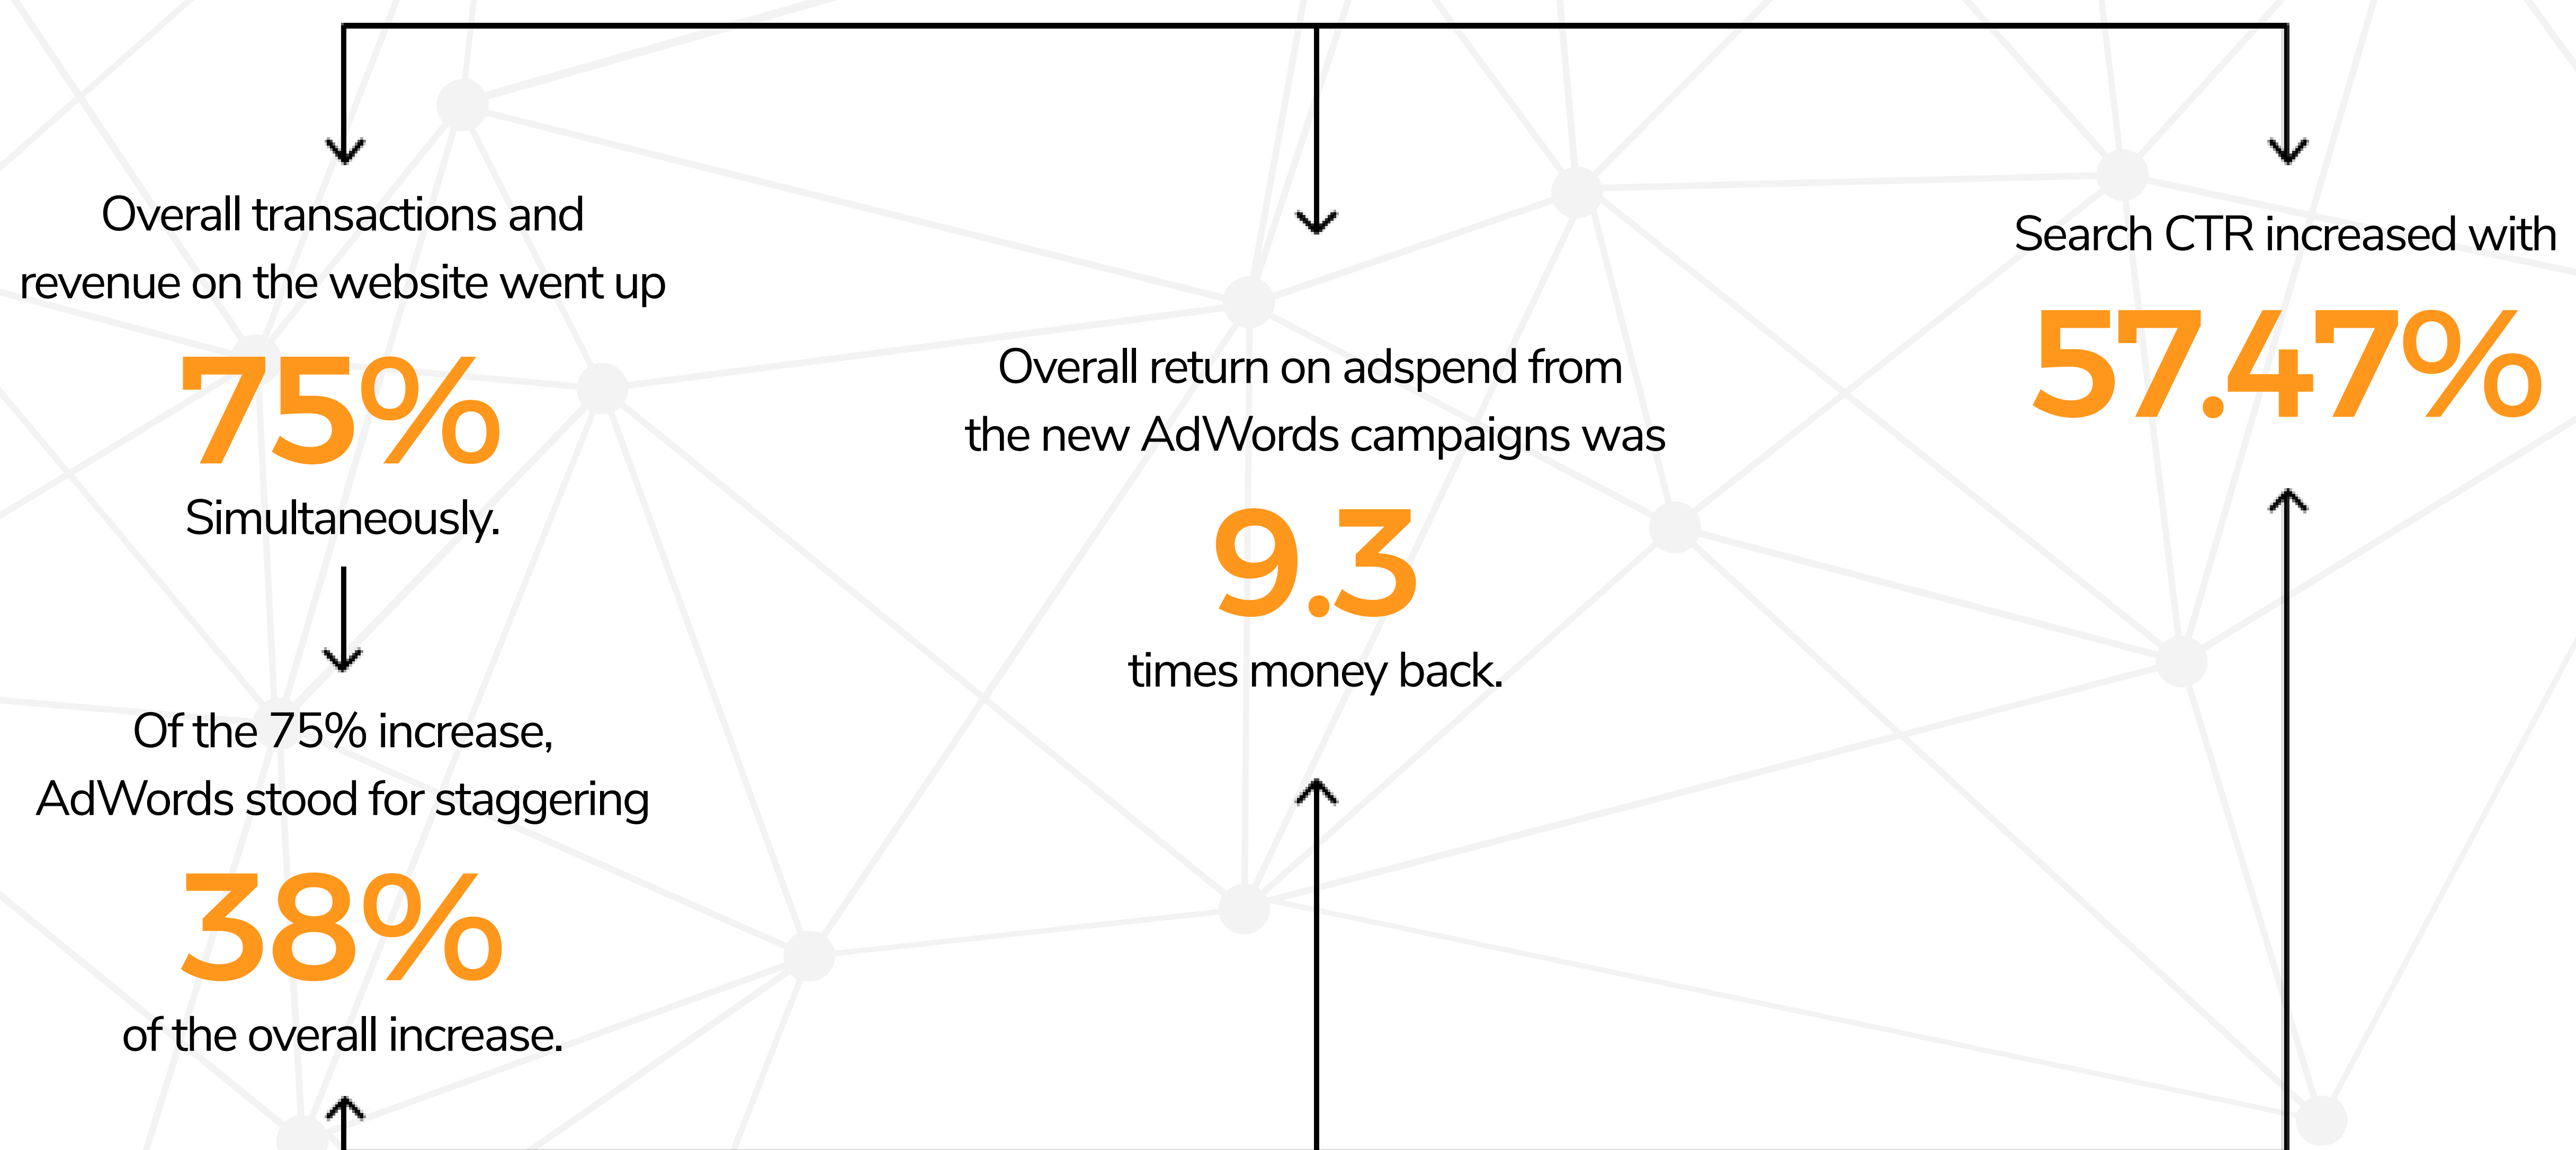 Overall transactions and
revenue on the website went up
75%
Simultaneously.
Of the 75% increase,
AdWords stood for staggering
38%
of the overall increase.
Overall return on adspend from
the new AdWords campaigns was
9.3
times money back.
Search CTR increased with
57.47%